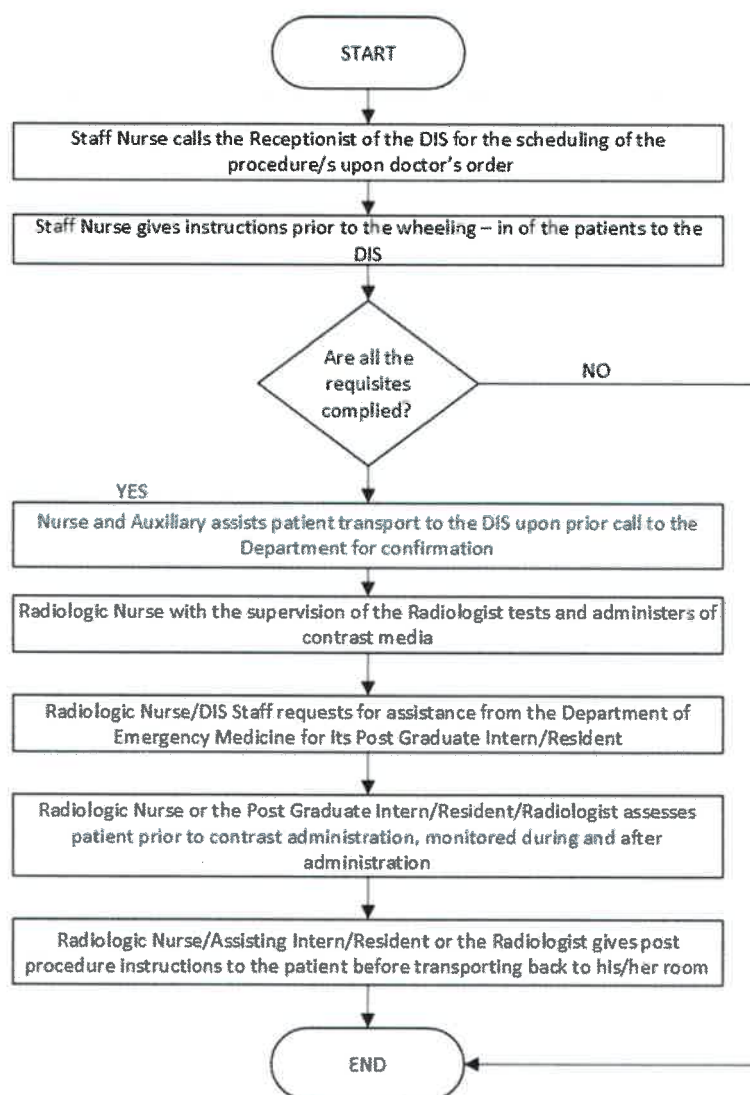 START
Staff Nurse calls the Receptionist of the DIS for the scheduling of the
procedure/s upon doctor's order
Staff Nurse gives instructions prior to the wheeling – in of the patients to the
DIS
Are all the
requisites
complied?
NO
YES
Nurse and Auxiliary assists patient transport to the DIS upon prior call to the
Department for confirmation
Radiologic Nurse with the supervision of the Radiologist tests and administers of
contrast media
Radiologic Nurse/DIS Staff requests for assistance from the Department of
Emergency Medicine for its Post Graduate Intern/Resident
Radiologic Nurse or the Post Graduate Intern/Resident/Radiologist assesses
patient prior to contrast administration, monitored during and after
administration
Radiologic Nurse/Assisting Intern/Resident or the Radiologist gives post
procedure instructions to the patient before transporting back to his/her room
END